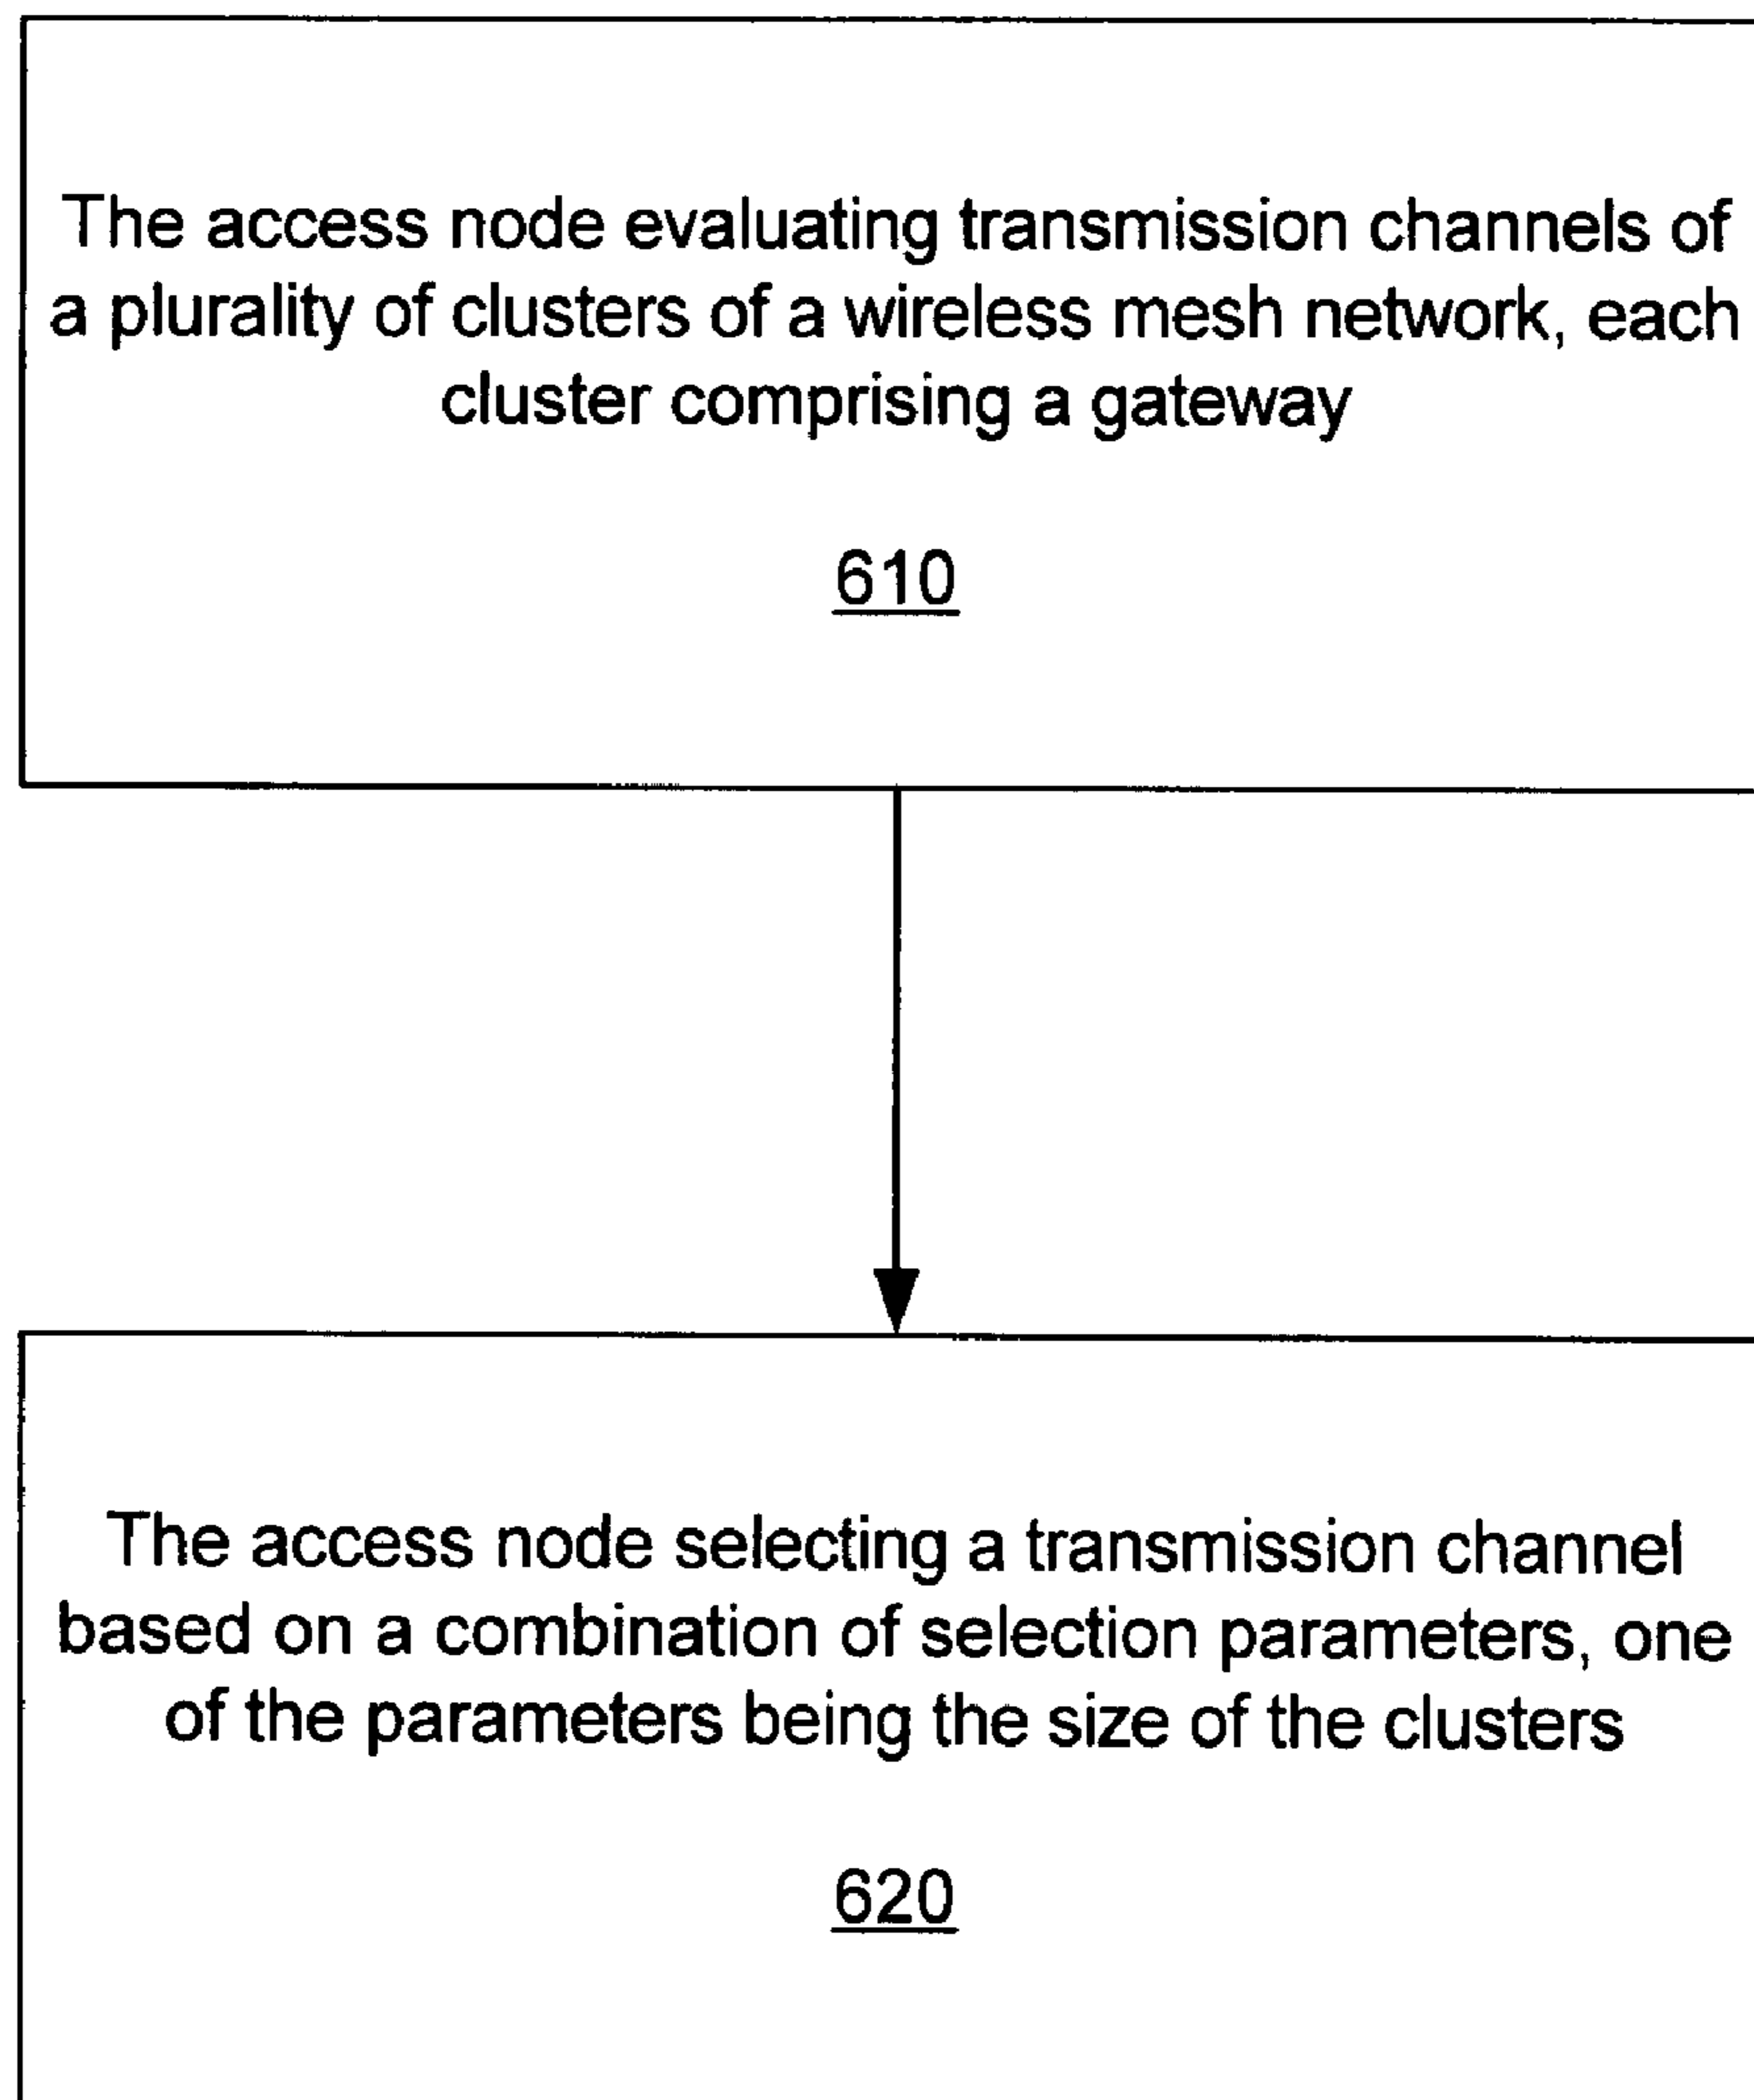 The access node evaluating transmission channels of
a plurality of clusters of a wireless mesh network, each
cluster comprising a gateway
610
The access node selecting a transmission channel
based on a combination of selection parameters, one
of the parameters being the size of the clusters
620